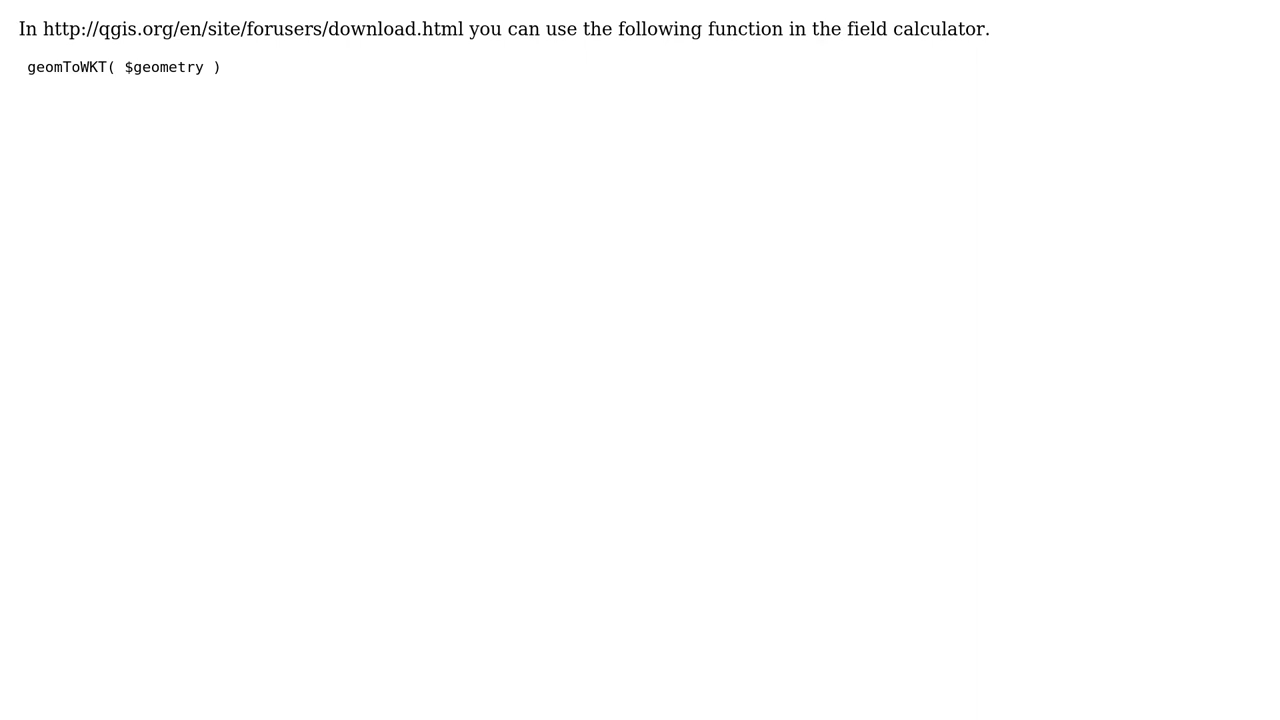 In http://qgis.org/en/site/forusers/download.html you can use the following function in the field calculator.
geomToWKT( $geometry )